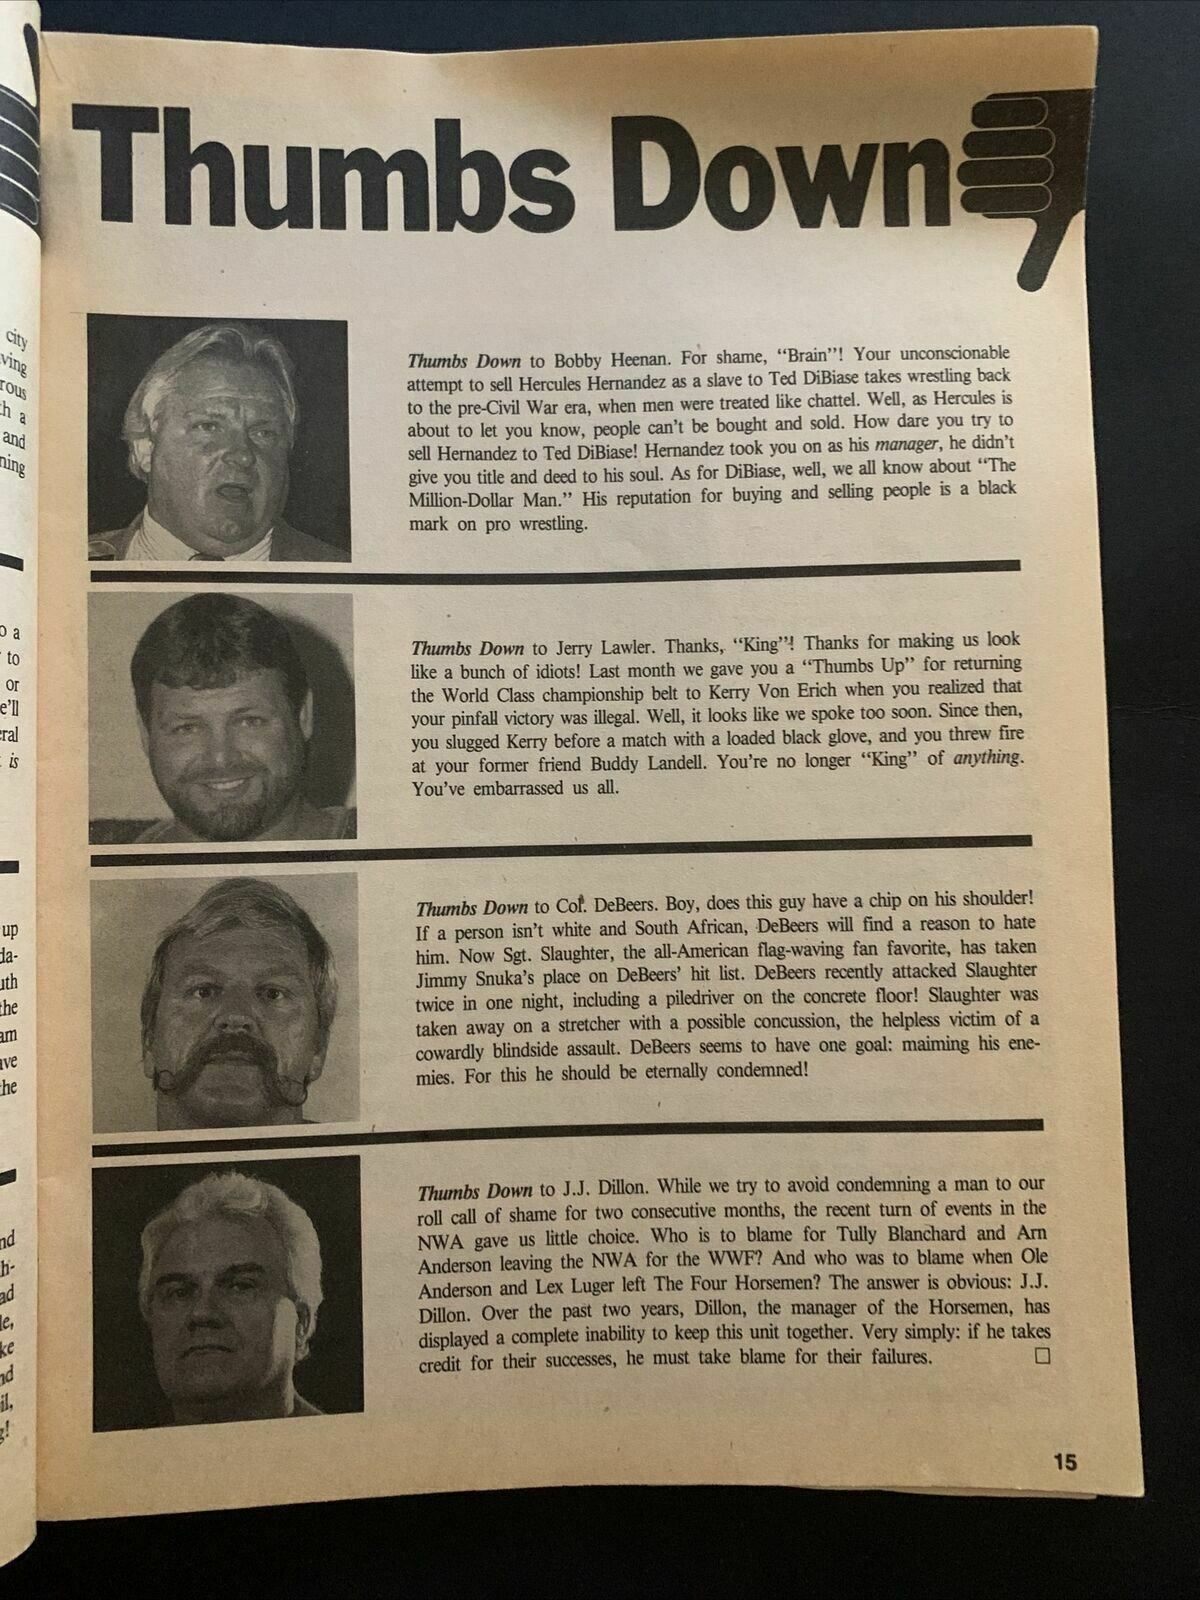 Thumbs Down
Thumbs Down to Bobby Heenan. For shame, "Brain"! Your unconscionable
attempt to sell Hercules Hernandez as a slave to Ted DiBiase takes wrestling back
to the pre-Civil War era, when men were treated like chattel. Well, as Hercules is
about to let you know, people can't be bought and sold. How dare you try to
sell Hernandez to Ted DiBiase! Hernandez took you on as his manager, he didn't
give you title and deed to his soul. As for DiBiase, well, we all know about "The
Million-Dollar Man." His reputation for buying and selling people is a black
mark on pro wrestling.
Thumbs Down to Jerry Lawler. Thanks, "King"! Thanks for making us look
like a bunch of idiots! Last month we gave you a "Thumbs Up" for returning
the World Class championship belt to Kerry Von Erich when you realized that
your pinfall victory was illegal. Well, it looks like we spoke too soon. Since then,
you slugged Kerry before a match with a loaded black glove, and you threw fire
at your former friend Buddy Landell. You're no longer "King" of anything.
You've embarrassed us all.
Thumbs Down to Col. DeBeers. Boy, does this guy have a chip on his shoulder!
If a person isn't white and South African, DeBeers will find a reason to hate
him. Now Sgt. Slaughter, the all-American flag-waving fan favorite, has taken
Jimmy Snuka's place on DeBeers' hit list. DeBeers recently attacked Slaughter
twice in one night, including a piledriver on the concrete floor! Slaughter was
taken away on a stretcher with a possible concussion, the helpless victim of a
cowardly blindside assault. DeBeers seems to have one goal: maiming his ene-
mies. For this he should be eternally condemned!
Thumbs Down to J.J. Dillon. While we try to avoid condemning a man to our
roll call of shame for two consecutive months, the recent turn of events in the
NWA gave us little choice. Who is to blame for Tully Blanchard and Arn
Anderson leaving the NWA for the WWF? And who was to blame when Ole
Anderson and Lex Luger left The Four Horsemen? The answer is obvious: J.J.
Dillon. Over the past two years, Dillon, the manager of the Horsemen, has
displayed a complete inability to keep this unit together. Very simply: if he takes
credit for their successes, he must take blame for their failures.
15